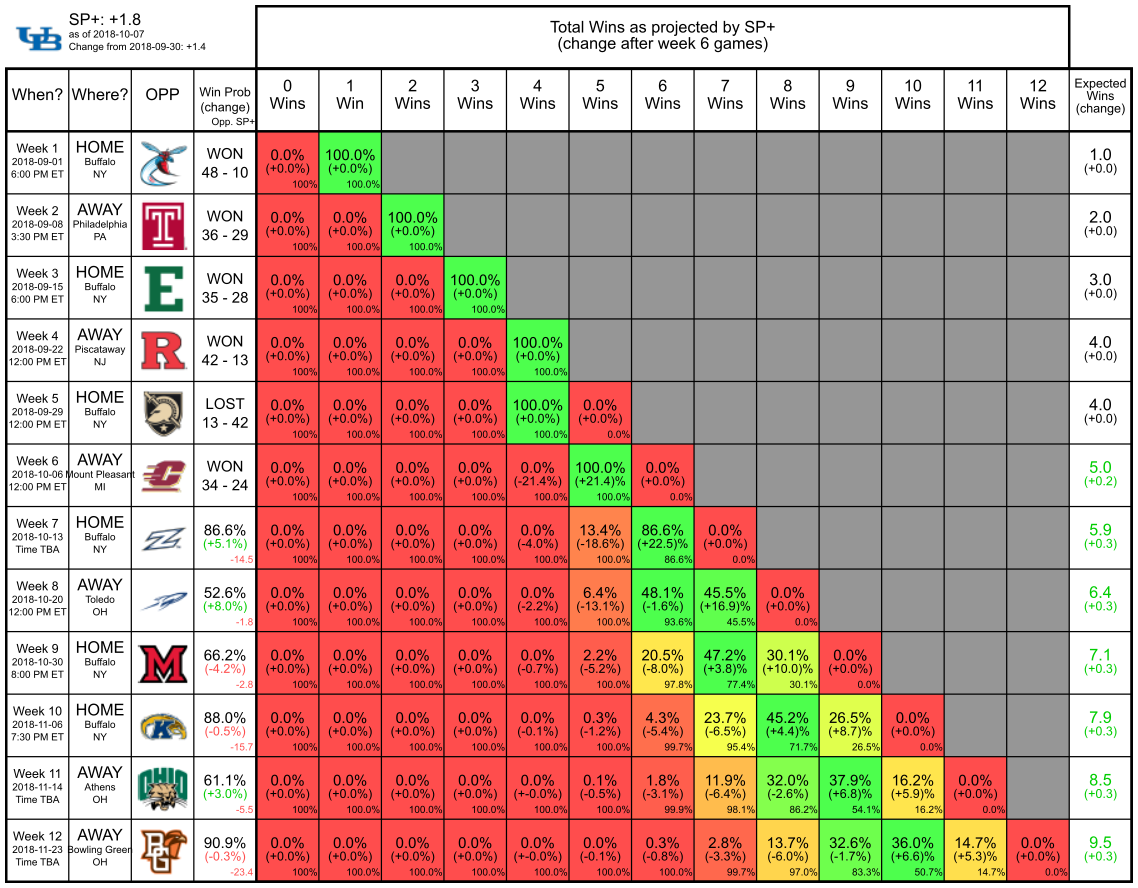 UB
SP+: +1.8
as of 2018-10-07
Change from 2018-09-30: +1.4
Total Wins as projected by SP+
(change after week 6 games)
When? Where? OPP Win Prob (change) Opp. SP+ 0 Wins 1 Win 2 Wins 3 Wins 4 Wins 5 Wins 6 Wins 7 Wins 8 Wins 9 Wins 10 Wins 11 Wins 12 Wins Expected Wins (change)
Week 1 HOME WON 0.0% 100.0% 1.0
2018-09-01 Buffalo (+0.0%) (+0.0%) (+0.0)
6:00 PM ET NY 48 - 10 100% 100.0%
Week 2 AWAY T WON 0.0% 0.0% 100.0% 2.0
2018-09-08 Philadelphia (+0.0%) (+0.0%) (+0.0%) (+0.0)
3:30 PM ET PA 36 - 29 100% 100.0% 100.0%
Week 3 HOME E WON 0.0% 0.0% 0.0% 100.0% 3.0
2018-09-15 Buffalo (+0.0%) (+0.0%) (+0.0%) (+0.0%) (+0.0)
6:00 PM ET NY 35 - 28 100% 100.0% 100.0% 100.0%
Week 4 AWAY R WON 0.0% 0.0% 0.0% 0.0% 100.0% 4.0
2018-09-22 Piscataway (+0.0%) (+0.0%) (+0.0%) (+0.0%) (+0.0%) (+0.0)
12:00 PM ET NJ 42 - 13 100% 100.0% 100.0% 100.0% 100.0%
Week 5 HOME LOST 0.0% 0.0% 0.0% 0.0% 100.0% 0.0% 4.0
2018-09-29 Buffalo (+0.0%) (+0.0%) (+0.0%) (+0.0%) (+0.0%) (+0.0%) (+0.0)
12:00 PM ET NY 13 - 42 100% 100.0% 100.0% 100.0% 100.0% 0.0%
Week 6 AWAY C WON 0.0% 0.0% 0.0% 0.0% 0.0% 100.0% 0.0% 5.0
2018-10-06 Mount Pleasant (+0.0%) (+0.0%) (+0.0%) (+0.0%) (-21.4%) (+21.4)% (+0.0%) (+0.2)
12:00 PM ET MI 34 - 24 100% 100.0% 100.0% 100.0% 100.0% 100.0% 0.0%
Week 7 HOME Z 86.6% 0.0% 0.0% 0.0% 0.0% 0.0% 13.4% 86.6% 0.0% 5.9
2018-10-13 Buffalo (+5.1%) (+0.0%) (+0.0%) (+0.0%) (+0.0%) (-4.0%) (-18.6%) (+22.5)% (+0.0%) (+0.3)
Time TBA NY -14.5 100% 100.0% 100.0% 100.0% 100.0% 100.0% 86.6% 0.0%
Week 8 AWAY 52.6% 0.0% 0.0% 0.0% 0.0% 0.0% 6.4% 48.1% 45.5% 0.0% 6.4
2018-10-20 Toledo (+8.0%) (+0.0%) (+0.0%) (+0.0%) (+0.0%) (-2.2%) (-13.1%) (-1.6%) (+16.9)% (+0.0%) (+0.3)
12:00 PM ET OH -1.8 100% 100.0% 100.0% 100.0% 100.0% 100.0% 93.6% 45.5% 0.0%
Week 9 HOME M 66.2% 0.0% 0.0% 0.0% 0.0% 0.0% 2.2% 20.5% 47.2% 30.1% 0.0% 7.1
2018-10-30 Buffalo (-4.2%) (+0.0%) (+0.0%) (+0.0%) (+0.0%) (-0.7%) (-5.2%) (-8.0%) (+3.8)% (+10.0)% (+0.0%) (+0.3)
8:00 PM ET NY -2.8 100% 100.0% 100.0% 100.0% 100.0% 100.0% 97.8% 77.4% 30.1% 0.0%
Week 10 HOME K 88.0% 0.0% 0.0% 0.0% 0.0% 0.0% 0.3% 4.3% 23.7% 45.2% 26.5% 0.0% 7.9
2018-11-06 Buffalo (-0.5%) (+0.0%) (+0.0%) (+0.0%) (+0.0%) (-0.1%) (-1.2%) (-5.4%) (-6.5%) (+4.4)% (+8.7)% (+0.0%) (+0.3)
7:30 PM ET NY -15.7 100% 100.0% 100.0% 100.0% 100.0% 100.0% 99.7% 95.4% 71.7% 26.5% 0.0%
Week 11 AWAY OHIO 61.1% 0.0% 0.0% 0.0% 0.0% 0.0% 0.1% 1.8% 11.9% 32.0% 37.9% 16.2% 0.0% 8.5
2018-11-14 Athens (+3.0%) (+0.0%) (+0.0%) (+0.0%) (+0.0%) (+-0.0%) (-0.5%) (-3.1%) (-6.4%) (-2.6%) (+6.8)% (+5.9)% (+0.0%) (+0.3)
Time TBA OH -5.5 100% 100.0% 100.0% 100.0% 100.0% 100.0% 99.9% 98.1% 86.2% 54.1% 16.2% 0.0%
Week 12 AWAY BG 90.9% 0.0% 0.0% 0.0% 0.0% 0.0% 0.0% 0.3% 2.8% 13.7% 32.6% 36.0% 14.7% 0.0% 9.5
2018-11-23 Bowling Green (-0.3%) (+0.0%) (+0.0%) (+0.0%) (+0.0%) (+-0.0%) (-0.1%) (-0.8%) (-3.3%) (-6.0%) (-1.7%) (+6.6)% (+5.3)% (+0.0%) (+0.3)
Time TBA OH -23.4 100% 100.0% 100.0% 100.0% 100.0% 100.0% 100.0% 99.7% 97.0% 83.3% 50.7% 14.7% 0.0%